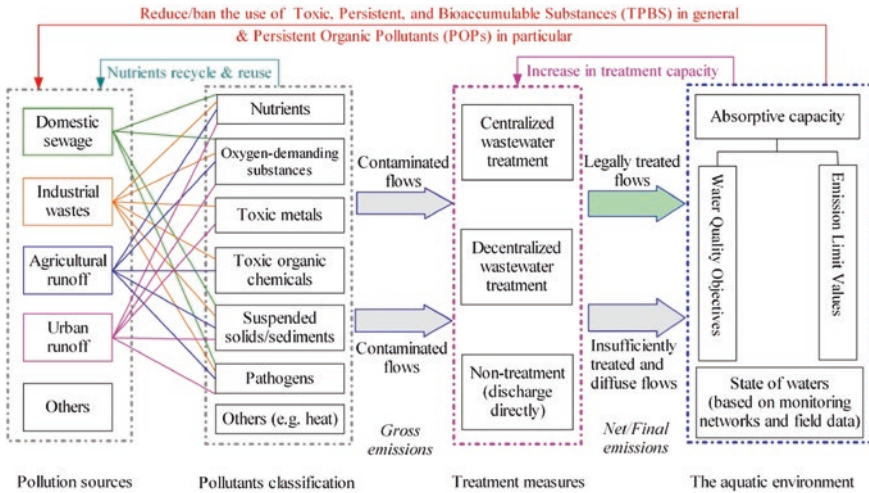 Reduce/ban the use of Toxic, Persistent, and Bioaccumulable Substances (TPBS) in general
& Persistent Organic Pollutants (POPs) in particular
Nutrients recycle & reuse
Increase in treatment capacity
Domestic
sewage
Industrial
wastes
Agricultural
runoff
Urban
runoff
Others
Pollution sources
Nutrients
Oxygen-demanding
substances
Toxic metals
Toxic organic
chemicals
Suspended
solids/sediments
Pathogens
Others (e.g. heat)
Pollutants classification
Contaminated
flows
Contaminated
flows
Gross
emissions
Centralized
wastewater
treatment
Decentralized
wastewater
treatment
Non-treatment
(discharge
directly)
Treatment measures
Legally treated
flows
Insufficiently
treated and
diffuse flows
Net/Final
emissions
Absorptive capacity
Water Quality
Objectives
Emission Limit Values
State of waters
(based on monitoring
networks and field data)
The aquatic environment